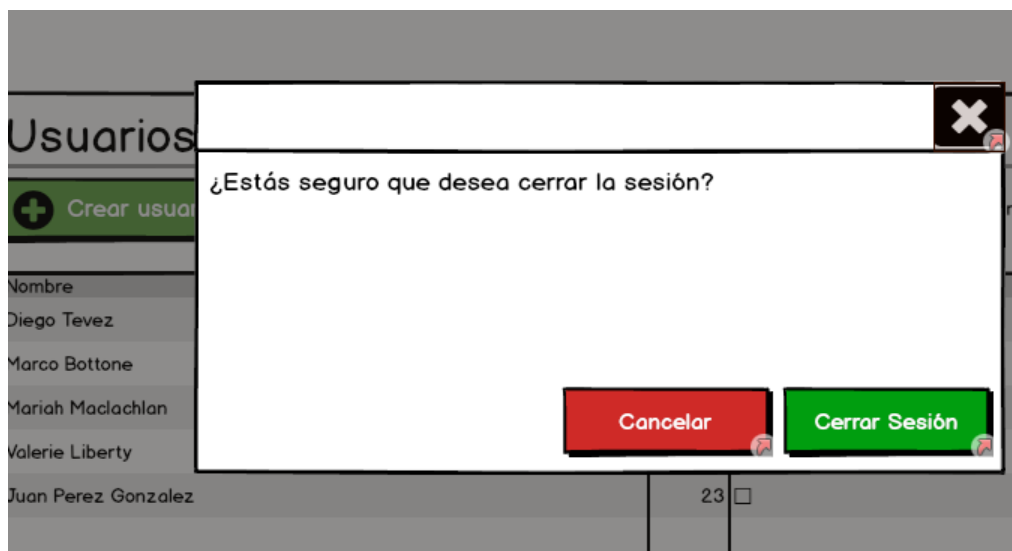 Usuarios
¿Estás seguro que desea cerrar la sesión?
Crear usuar
Nombre
Diego Tevez
Marco Bottone
Mariah Maclachlan
Cancelar
Cerrar Sesión
Valerie Liberty
Juan Perez Gonzalez
23